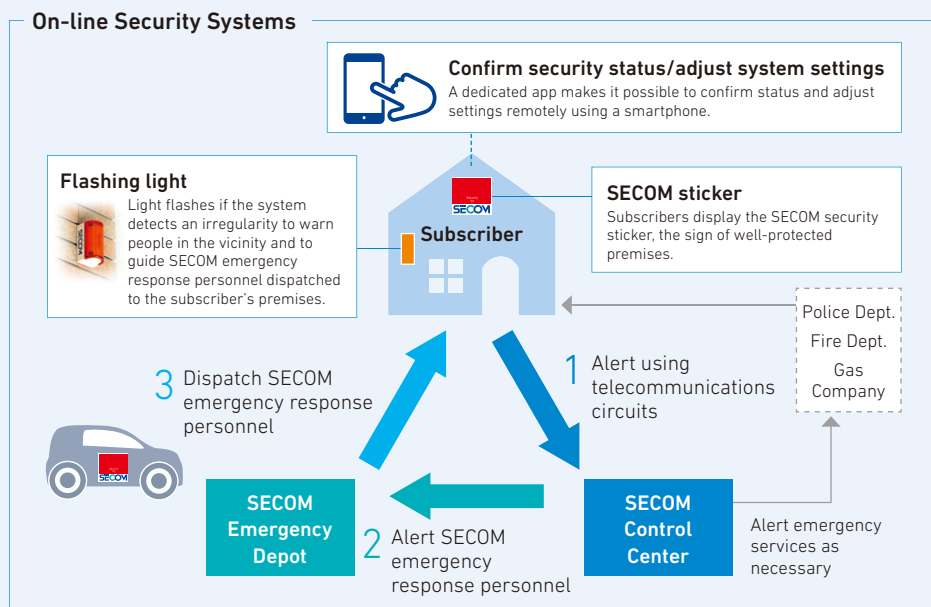 On-line Security Systems
Confirm security status/adjust system settings
A dedicated app makes it possible to confirm status and adjust
settings remotely using a smartphone.
Flashing light
Light flashes if the system
detects an irregularity to warn
people in the vicinity and to
guide SECOM emergency
response personnel dispatched
to the subscriber's premises.
SECOM
SECOM
Subscriber
SECOM sticker
Subscribers display the SECOM security
sticker, the sign of well-protected
premises.
Police Dept.
Fire Dept.
Gas
Company
1 Alert using
telecommunications
circuits
3 Dispatch SECOM
emergency response
personnel
SECOM
SECOM
Emergency
Depot
2 Alert SECOM
emergency
response personnel
SECOM
Control
Center
Alert emergency
services as
necessary